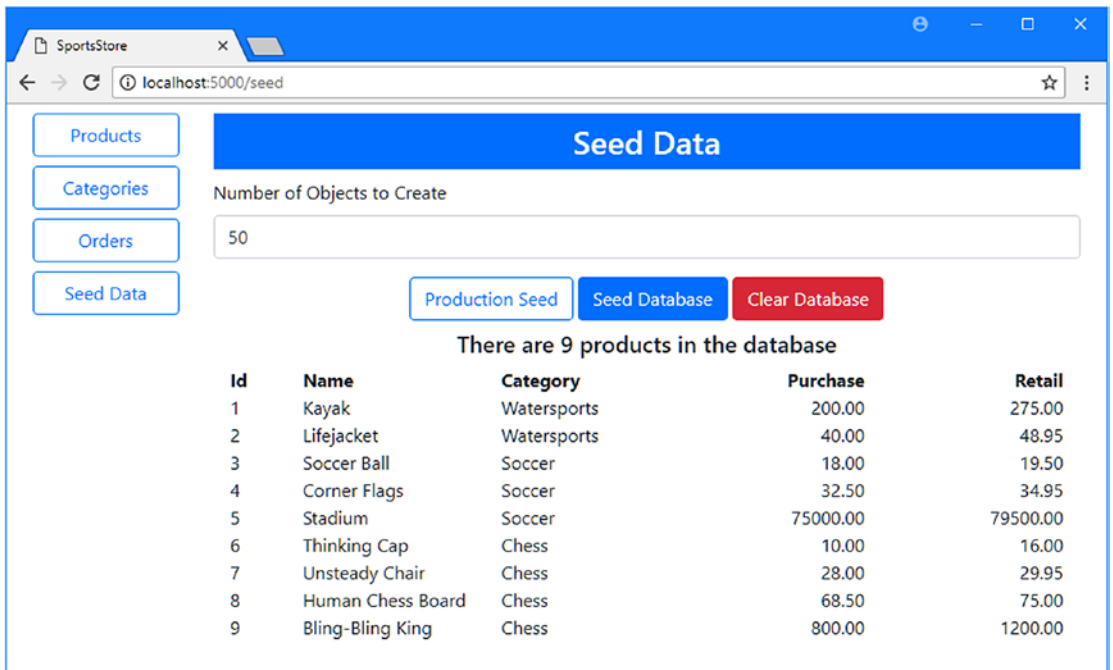 SportsStore
localhost:5000/seed
Products
Categories
Orders
Seed Data
Seed Data
Number of Objects to Create
50
Production Seed Seed Database Clear Database
There are 9 products in the database
Id Name Category Purchase Retail
1 Kayak Watersports 200.00 275.00
2 Lifejacket Watersports 40.00 48.95
3 Soccer Ball Soccer 18.00 19.50
4 Corner Flags Soccer 32.50 34.95
5 Stadium Soccer 75000.00 79500.00
6 Thinking Cap Chess 10.00 16.00
7 Unsteady Chair Chess 28.00 29.95
8 Human Chess Board Chess 68.50 75.00
9 Bling-Bling King Chess 800.00 1200.00